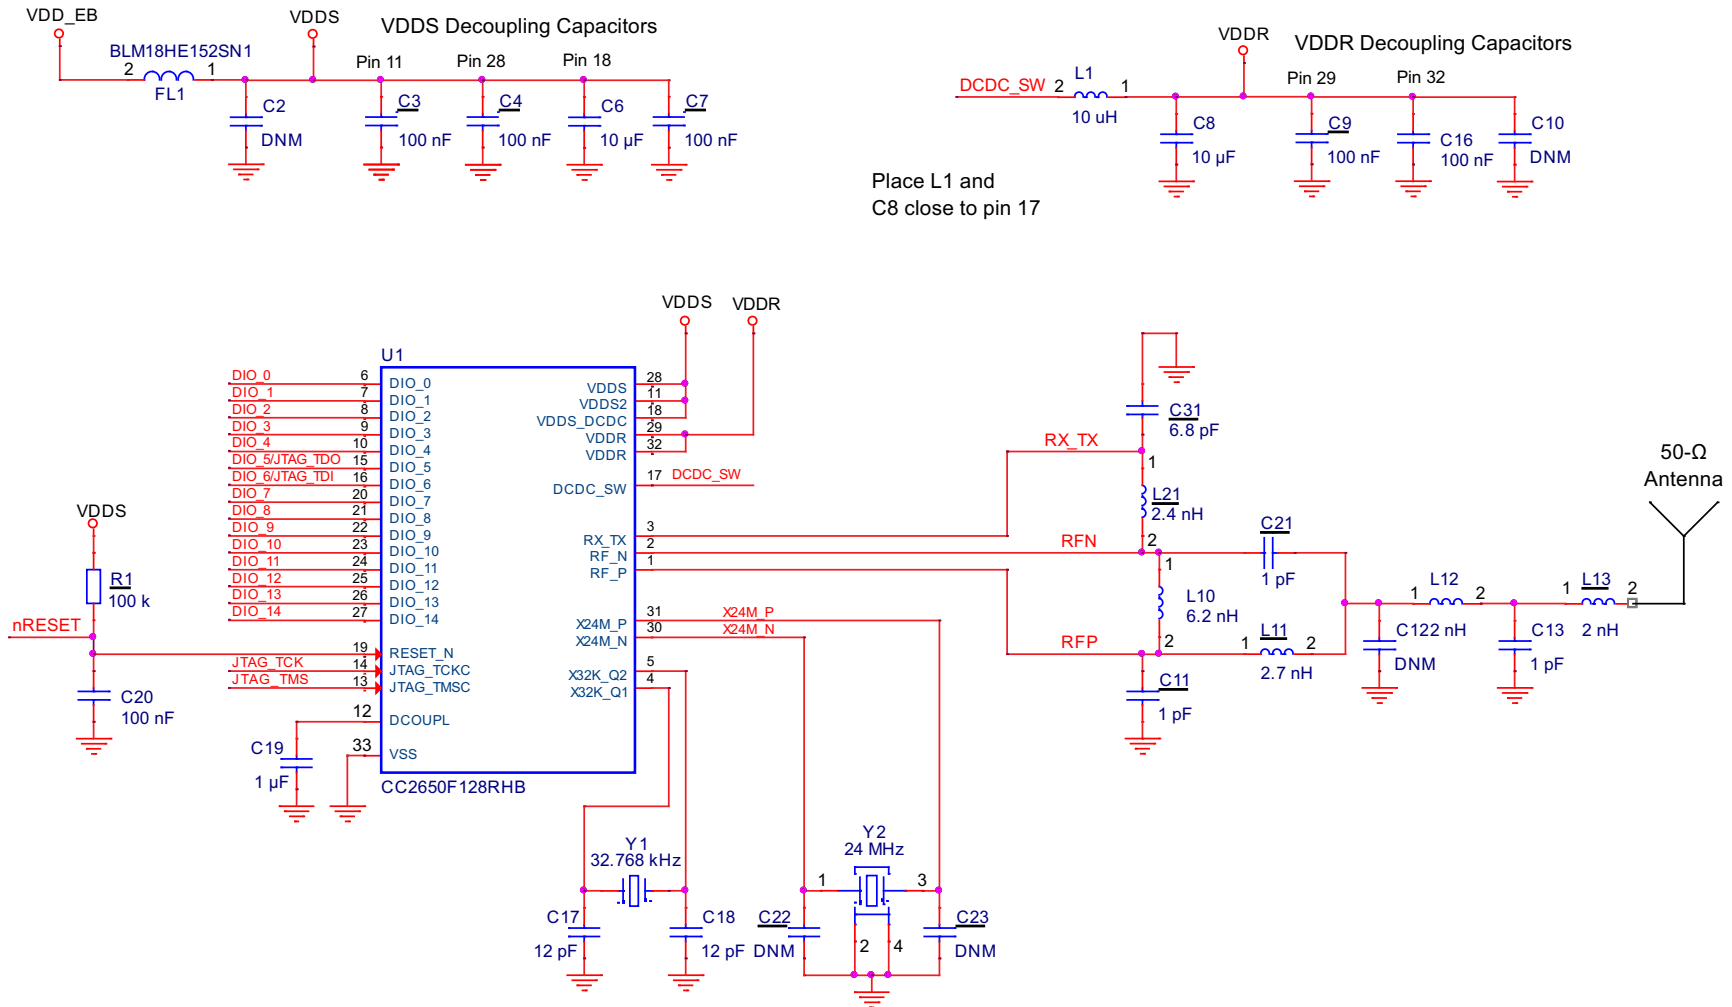 VDD_EB
VDDS
VDDS Decoupling Capacitors
BLM18HE152SN1
2
1
FL1
Pin 11
Pin 28
Pin 18
C2
DNM
C3
100 nF
C4
100 nF
C6
10 µF
C7
100 nF
VDDR
VDDR Decoupling Capacitors
DCDC_SW
2
L1
1
10 uH
Pin 29
Pin 32
C8
10 µF
C9
100 nF
C16
100 nF
C10
DNM
Place L1 and
C8 close to pin 17
VDDS
VDDR
U1
DIO_0 6 DIO_0
DIO_1 7 DIO_1
DIO_2 8 DIO_2
DIO_3 9 DIO_3
DIO_4 10 DIO_4
DIO_5/JTAG_TDO 15 DIO_5
DIO_6/JTAG_TDI 16 DIO_6
DIO_7 20 DIO_7
DIO_8 21 DIO_8
DIO_9 22 DIO_9
DIO_10 23 DIO_10
DIO_11 24 DIO_11
DIO_12 25 DIO_12
DIO_13 26 DIO_13
DIO_14 27 DIO_14
19 RESET_N
JTAG_TCK 14 JTAG_TCKC
JTAG_TMS 13 JTAG_TMSC
12 DCOUPL
33 VSS
VDDS 28
VDDS2 11
VDDS_DCDC 18
VDDR 29
VDDR 32
DCDC_SW 17 DCDC_SW
RX_TX 3
RF_N 2
RF_P 1
X24M_P 31 X24M_P
X24M_N 30 X24M_N
X32K_Q2 5
X32K_Q1 4
CC2650F128RHB
VDDS
R1
100 k
nRESET
C20
100 nF
C19
1 µF
Y1
32.768 kHz
C17
12 pF
C18
12 pF
Y2
24 MHz
1
3
2
4
C22
DNM
C23
DNM
C31
6.8 pF
RX_TX
1
L21
2.4 nH
2
RFN
C21
1 pF
1
L10
6.2 nH
2
RFP
1
L11
2
2.7 nH
C11
1 pF
1
L12
2
C122 nH
DNM
C13
1 pF
1
L13
2
2 nH
50-Ω
Antenna